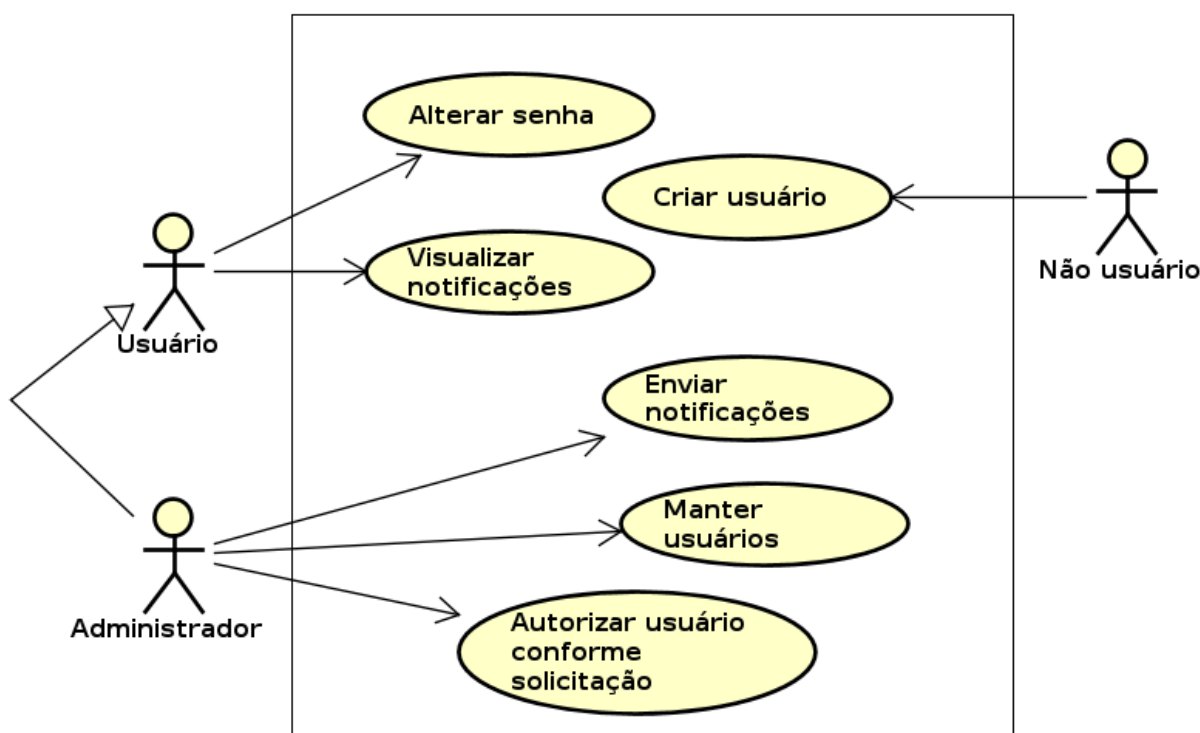 Alterar senha
Criar usuário
Não usuário
Visualizar
notificações
Usuário
Enviar
notificações
Manter
usuários
Administrador
Autorizar usuário
conforme
solicitação